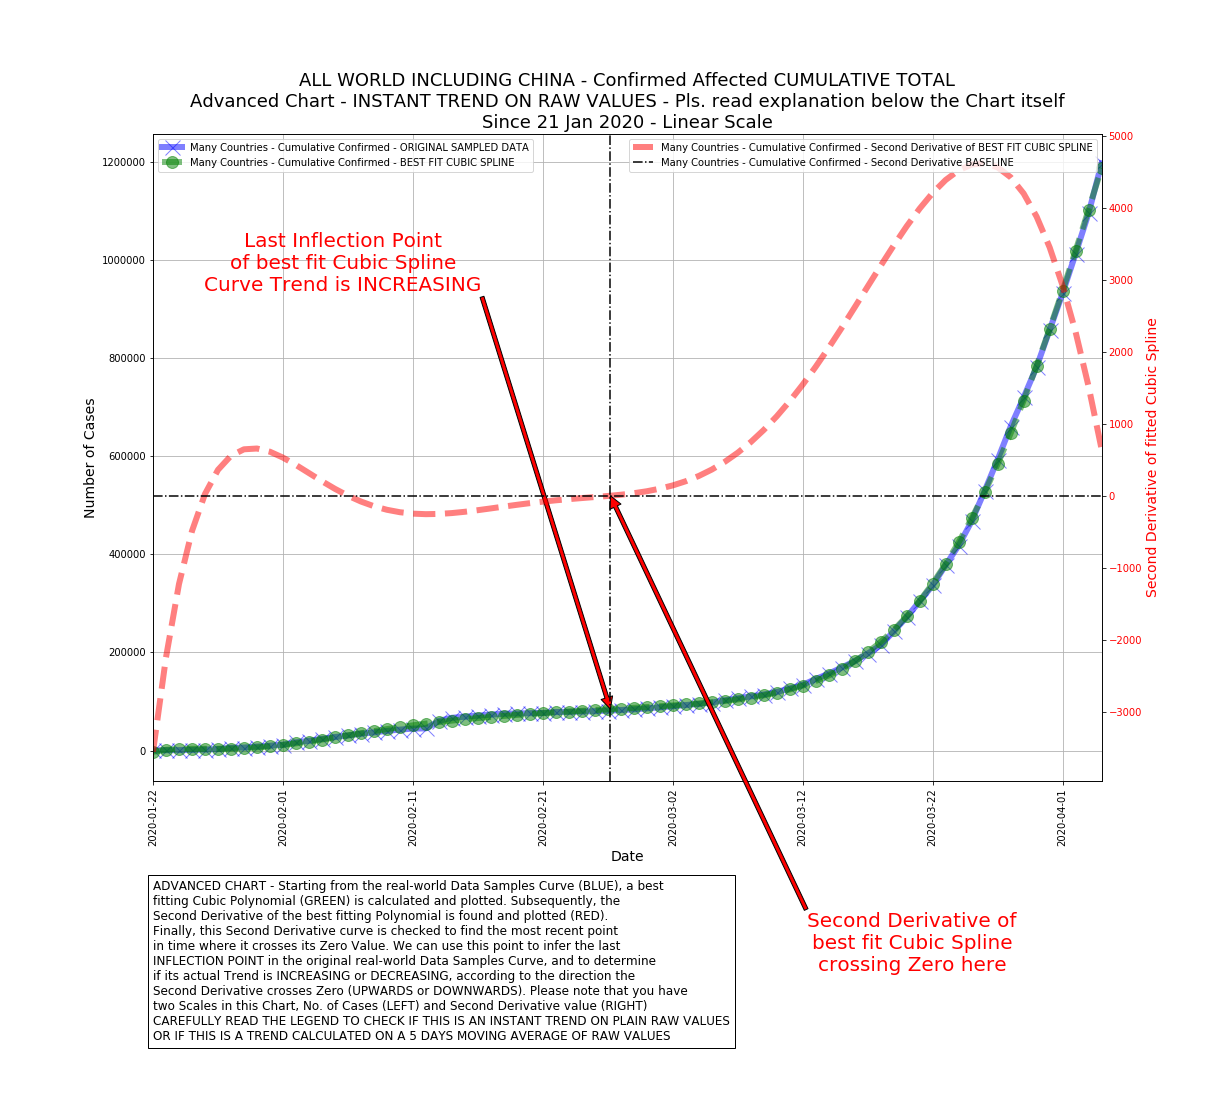 ALL WORLD INCLUDING CHINA - Confirmed Affected CUMULATIVE TOTAL
Advanced Chart - INSTANT TREND ON RAW VALUES - Pls. read explanation below the Chart itself
Since 21 Jan 2020 - Linear Scale
Many Countries - Cumulative Confirmed - ORIGINAL SAMPLED DATA
Many Countries - Cumulative Confirmed - BEST FIT CUBIC SPLINE
Many Countries - Cumulative Confirmed - Second Derivative of BEST FIT CUBIC SPLINE
Many Countries - Cumulative Confirmed - Second Derivative BASELINE
Last Inflection Point
of best fit Cubic Spline
Curve Trend is INCREASING
Number of Cases
1200000
1000000
800000
600000
400000
200000
0
5000
4000
3000
2000
1000
0
−1000
−2000
−3000
Second Derivative of fitted Cubic Spline
2020-01-22
2020-02-01
2020-02-11
2020-02-21
2020-03-02
2020-03-12
2020-03-22
2020-04-01
Date
Second Derivative of
best fit Cubic Spline
crossing Zero here
ADVANCED CHART - Starting from the real-world Data Samples Curve (BLUE), a best
fitting Cubic Polynomial (GREEN) is calculated and plotted. Subsequently, the
Second Derivative of the best fitting Polynomial is found and plotted (RED).
Finally, this Second Derivative curve is checked to find the most recent point
in time where it crosses its Zero Value. We can use this point to infer the last
INFLECTION POINT in the original real-world Data Samples Curve, and to determine
if its actual Trend is INCREASING or DECREASING, according to the direction the
Second Derivative crosses Zero (UPWARDS or DOWNWARDS). Please note that you have
two Scales in this Chart, No. of Cases (LEFT) and Second Derivative value (RIGHT)
CAREFULLY READ THE LEGEND TO CHECK IF THIS IS AN INSTANT TREND ON PLAIN RAW VALUES
OR IF THIS IS A TREND CALCULATED ON A 5 DAYS MOVING AVERAGE OF RAW VALUES